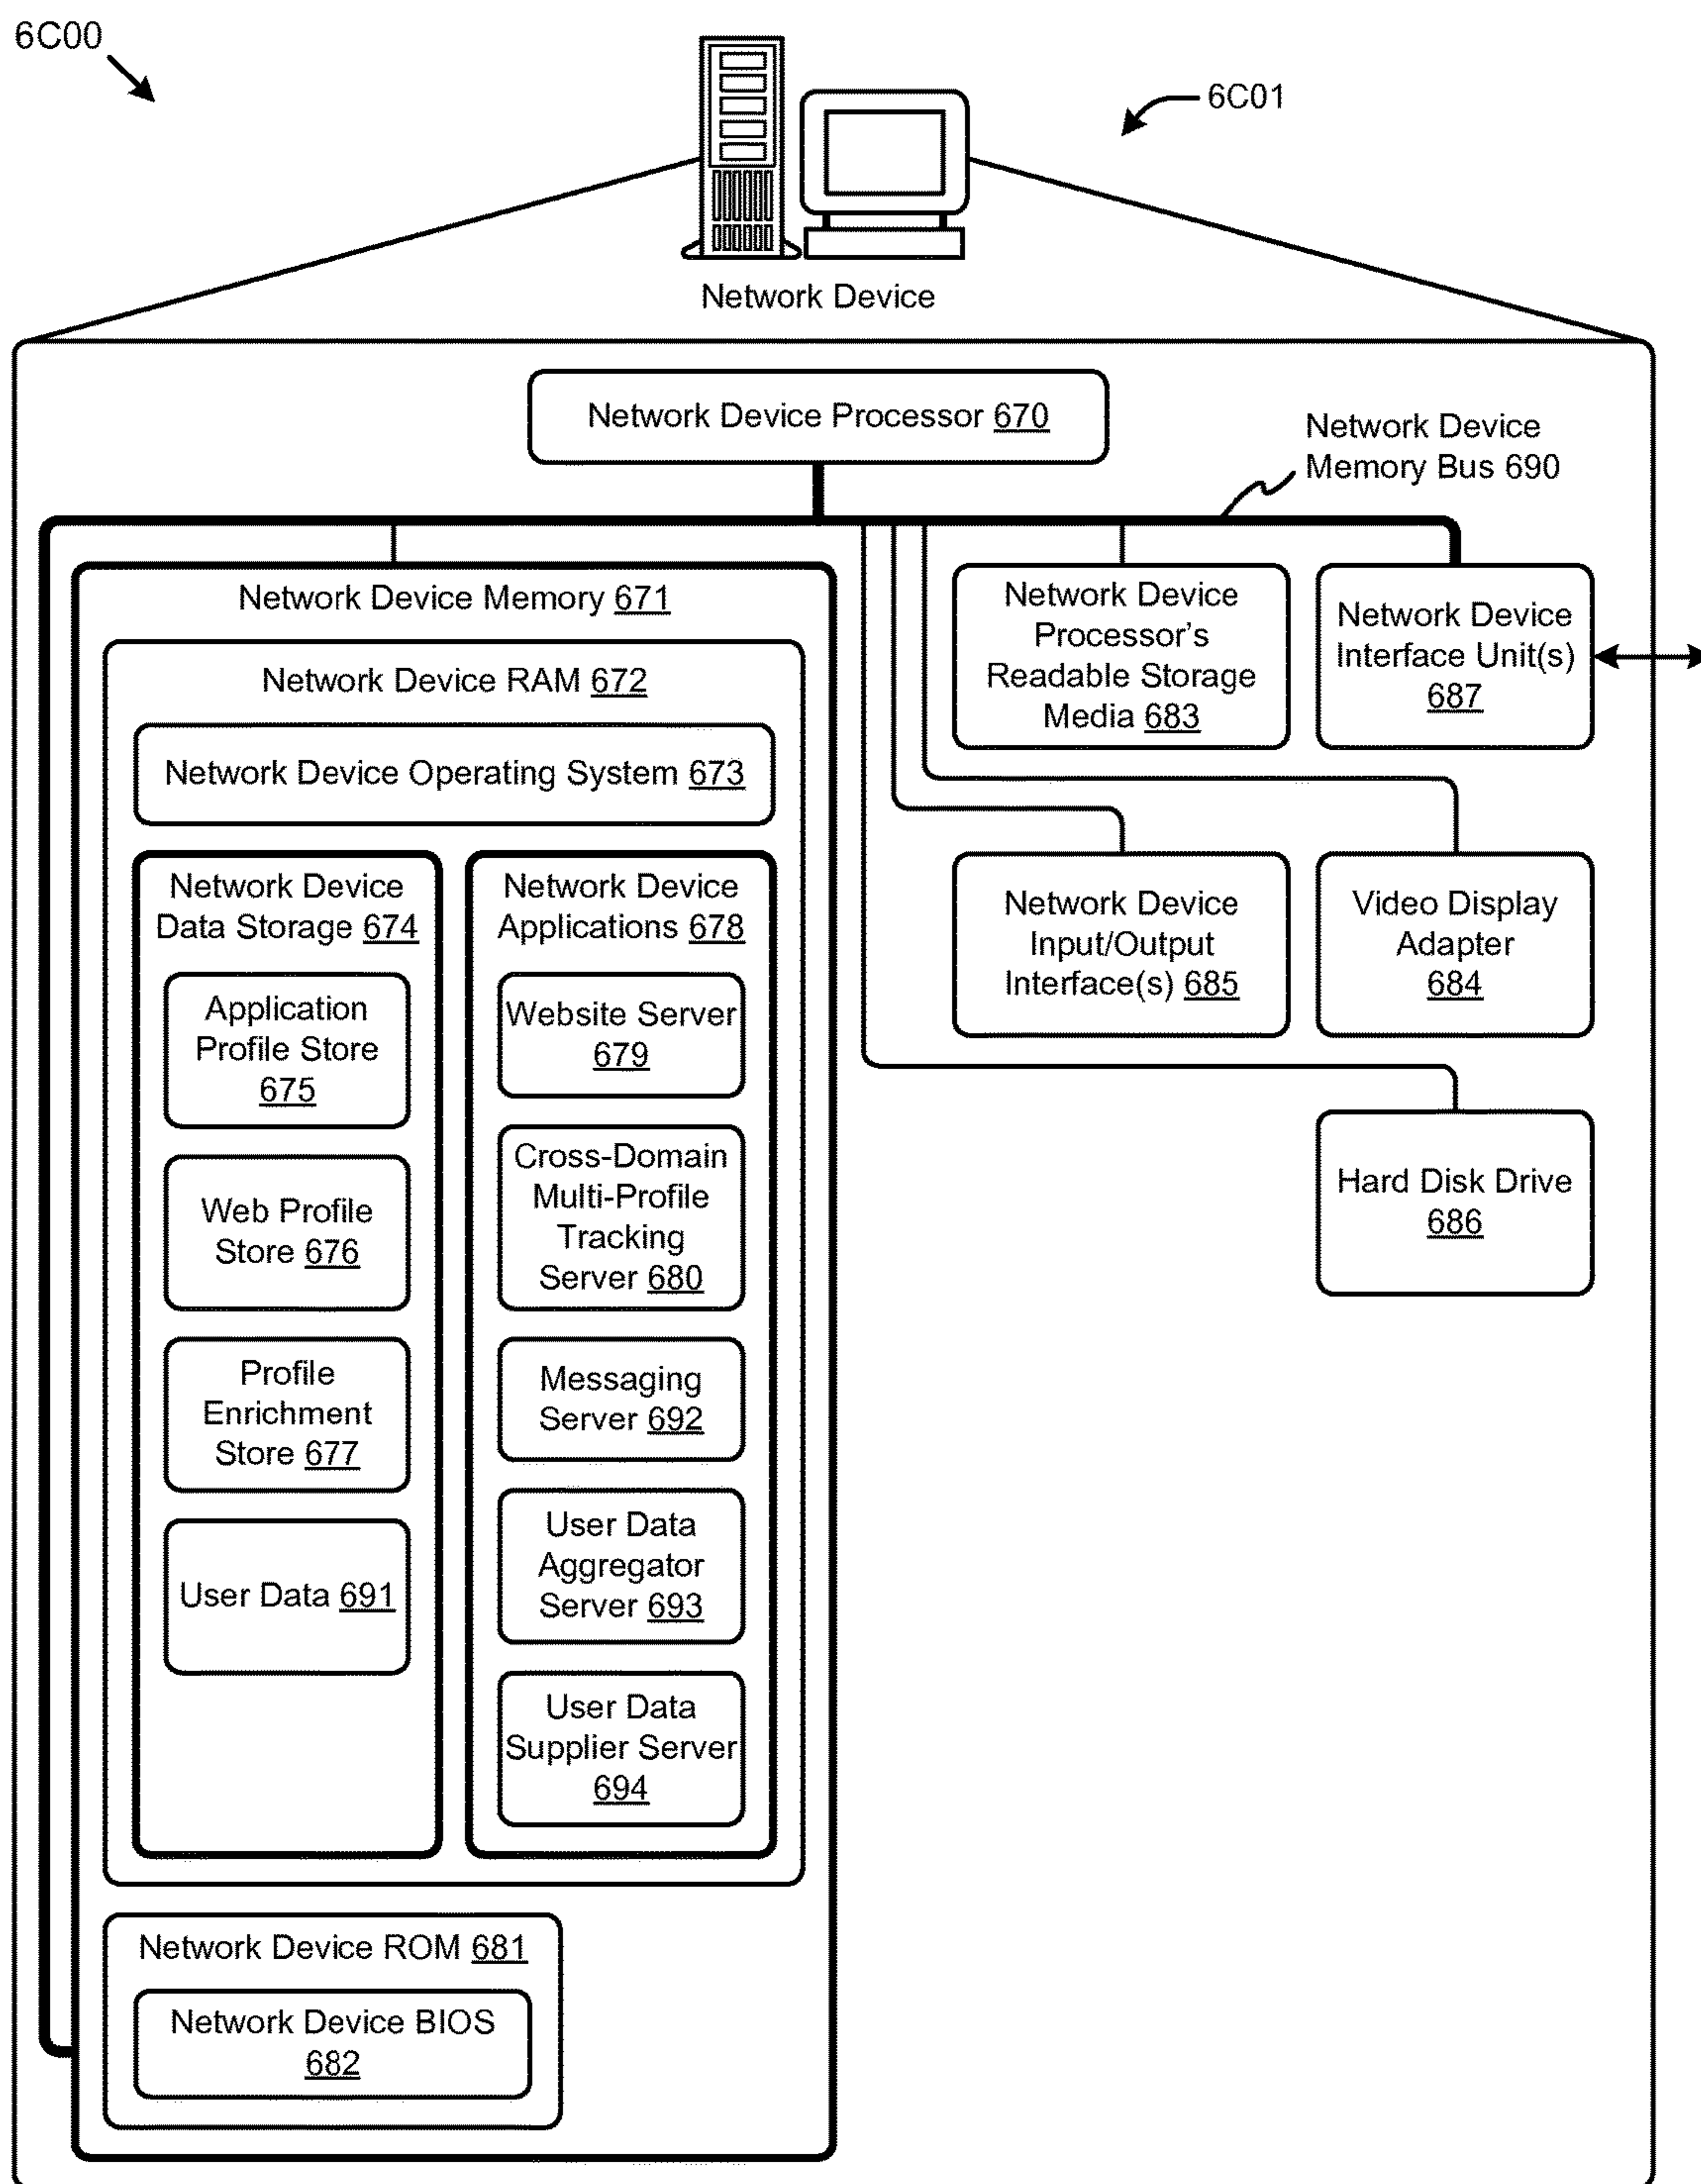 6C00
6C01
Network Device
Network Device Processor 670
Network Device
Memory Bus 690
Network Device Memory 671
Network Device RAM 672
Network Device Operating System 673
Network Device
Data Storage 674
Application
Profile Store
675
Web Profile
Store 676
Profile
Enrichment
Store 677
User Data 691
Network Device
Applications 678
Website Server
679
Cross-Domain
Multi-Profile
Tracking
Server 680
Messaging
Server 692
User Data
Aggregator
Server 693
User Data
Supplier Server
694
Network Device ROM 681
Network Device BIOS
682
Network Device
Processor's
Readable Storage
Media 683
Network Device
Interface Unit(s)
687
Network Device
Input/Output
Interface(s) 685
Video Display
Adapter
684
Hard Disk Drive
686